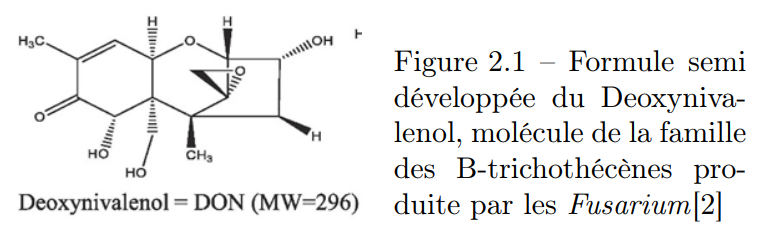 H
H
H₃C
O
OH
H
O
O
H
HO
CH₃
HO
Deoxynivalenol = DON (MW=296)
Figure 2.1 – Formule semi
développée du Deoxyniva-
lenol, molécule de la famille
des B-trichothécènes pro-
duite par les Fusarium[2]